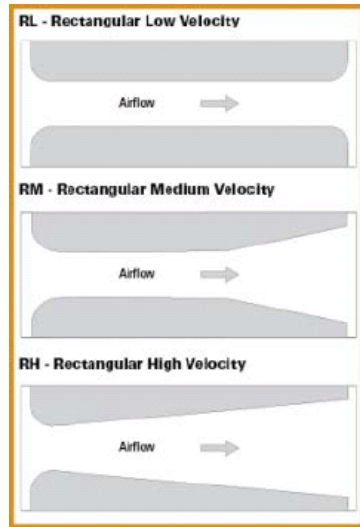 RL - Rectangular Low Velocity
Airflow
RM - Rectangular Medium Velocity
Airflow
RH - Rectangular High Velocity
Airflow